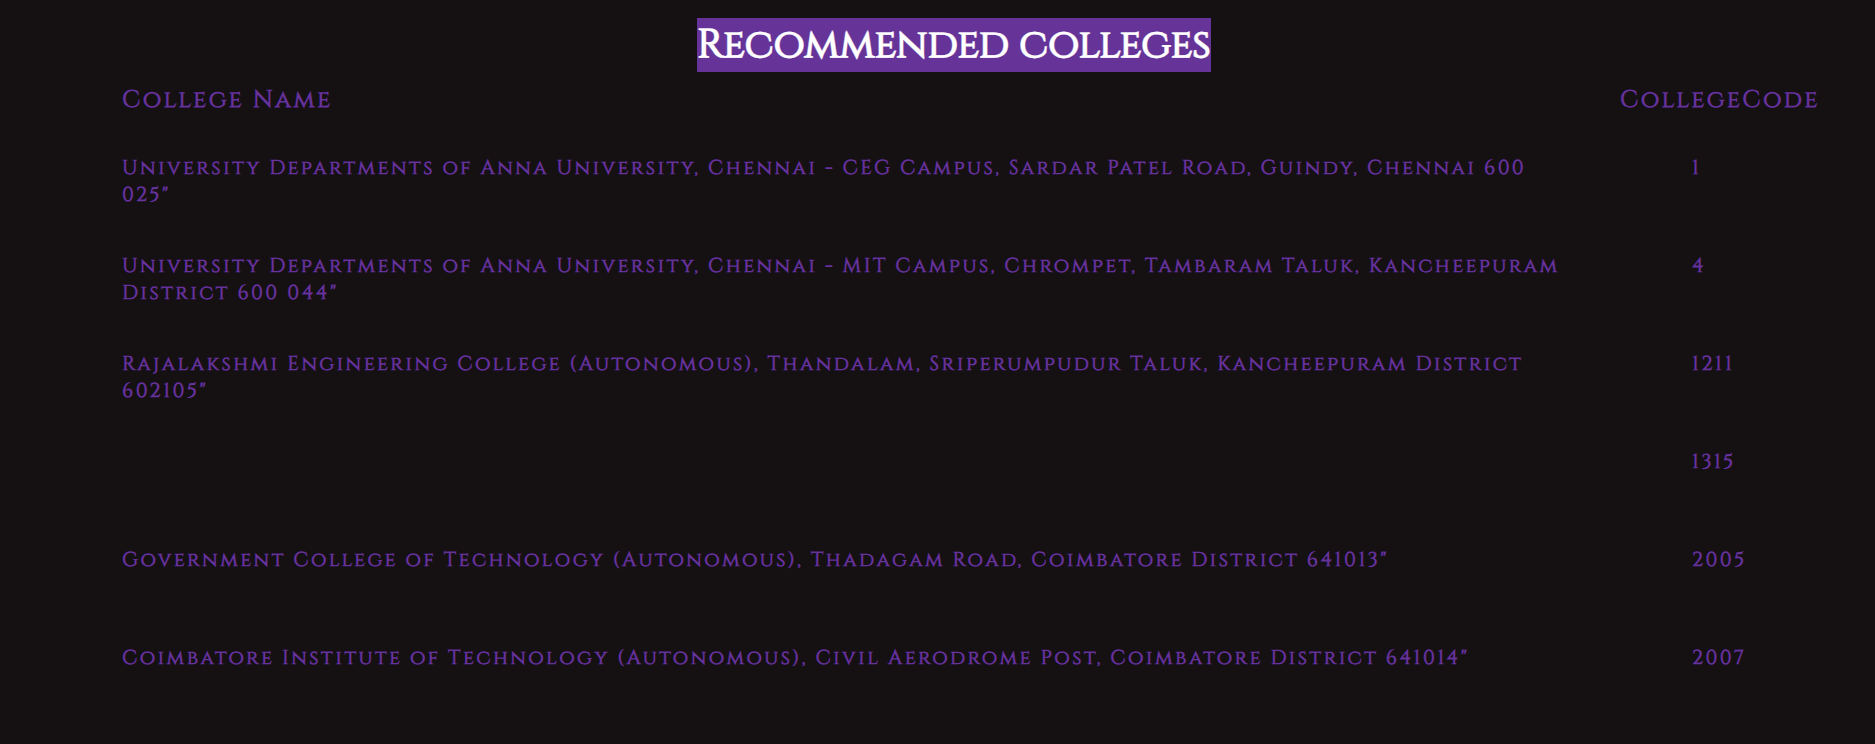 Recommended colleges
College Name CollegeCode
University Departments of Anna University, Chennai - CEG Campus, Sardar Patel Road, Guindy, Chennai 600 1
025"
University Departments of Anna University, Chennai - MIT Campus, Chrompet, Tambaram Taluk, Kancheepuram 4
District 600 044"
Rajalakshmi Engineering College (Autonomous), Thandalam, Sriperumpudur Taluk, Kancheepuram District 1211
602105"
1315
Government College of Technology (Autonomous), Thadagam Road, Coimbatore District 641013" 2005
Coimbatore Institute of Technology (Autonomous), Civil Aerodrome Post, Coimbatore District 641014" 2007